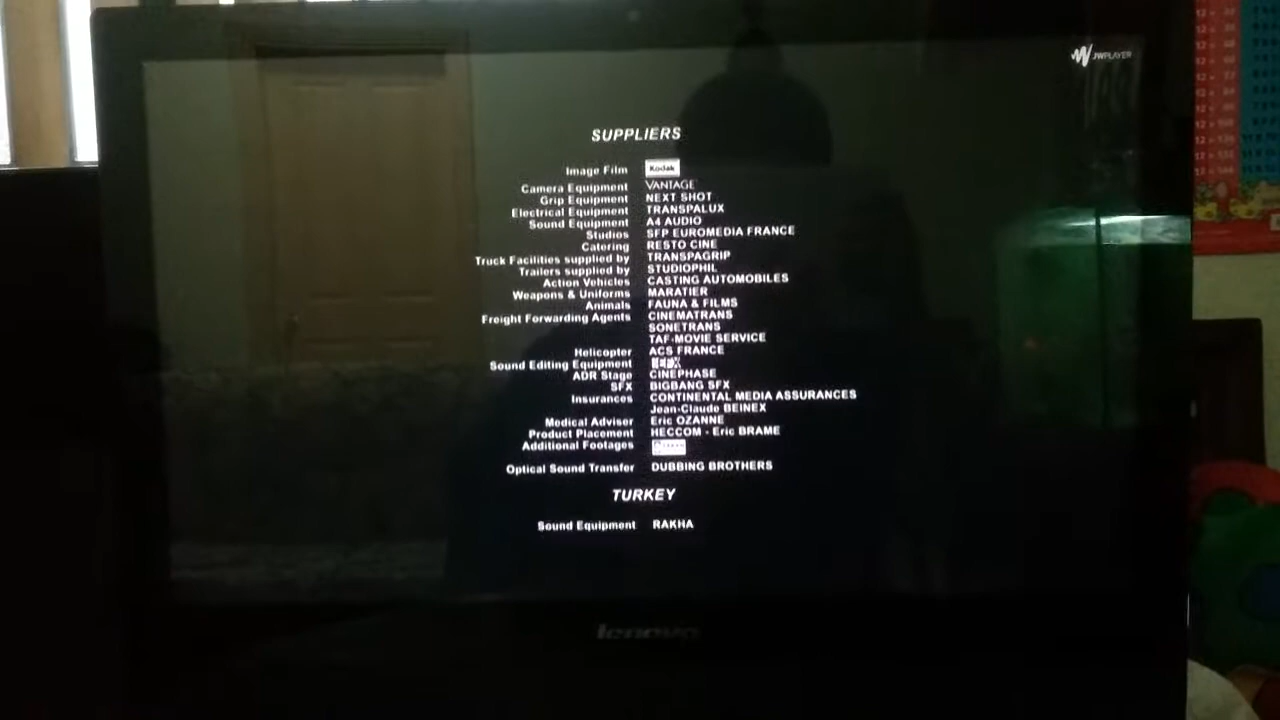 JWPLAYER
SUPPLIERS
Image Film Kodak
Camera Equipment VANTAGE
Grip Equipment NEXT SHOT
Electrical Equipment TRANSPALUX
Sound Equipment A4 AUDIO
Studios SFP EUROMEDIA FRANCE
Catering RESTO CINE
Truck Facilities supplied by TRANSPAGRIP
Trailers supplied by STUDIOPHIL
Action Vehicles CASTING AUTOMOBILES
Weapons & Uniforms MARATIER
Animals FAUNA & FILMS
Freight Forwarding Agents CINEMATRANS
SONETRANS
TAF-MOVIE SERVICE
Helicopter ACS FRANCE
Sound Editing Equipment
ADR Stage CINEPHASE
SFX BIGBANG SFX
Insurances CONTINENTAL MEDIA ASSURANCES
Jean-Claude BEINEX
Medical Advisor Eric OZANNE
Product Placement HECCOM - Eric BRAME
Additional Footages
Optical Sound Transfer DUBBING BROTHERS
TURKEY
Sound Equipment RAKHA
lenovo